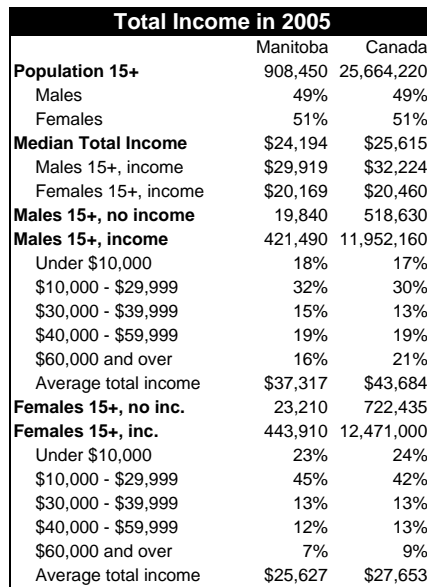 Total Income in 2005
Manitoba Canada
Population 15+ 908,450 25,664,220
Males 49% 49%
Females 51% 51%
Median Total Income $24,194 $25,615
Males 15+, income $29,919 $32,224
Females 15+, income $20,169 $20,460
Males 15+, no income 19,840 518,630
Males 15+, income 421,490 11,952,160
Under $10,000 18% 17%
$10,000 - $29,999 32% 30%
$30,000 - $39,999 15% 13%
$40,000 - $59,999 19% 19%
$60,000 and over 16% 21%
Average total income $37,317 $43,684
Females 15+, no inc. 23,210 722,435
Females 15+, inc. 443,910 12,471,000
Under $10,000 23% 24%
$10,000 - $29,999 45% 42%
$30,000 - $39,999 13% 13%
$40,000 - $59,999 12% 13%
$60,000 and over 7% 9%
Average total income $25,627 $27,653